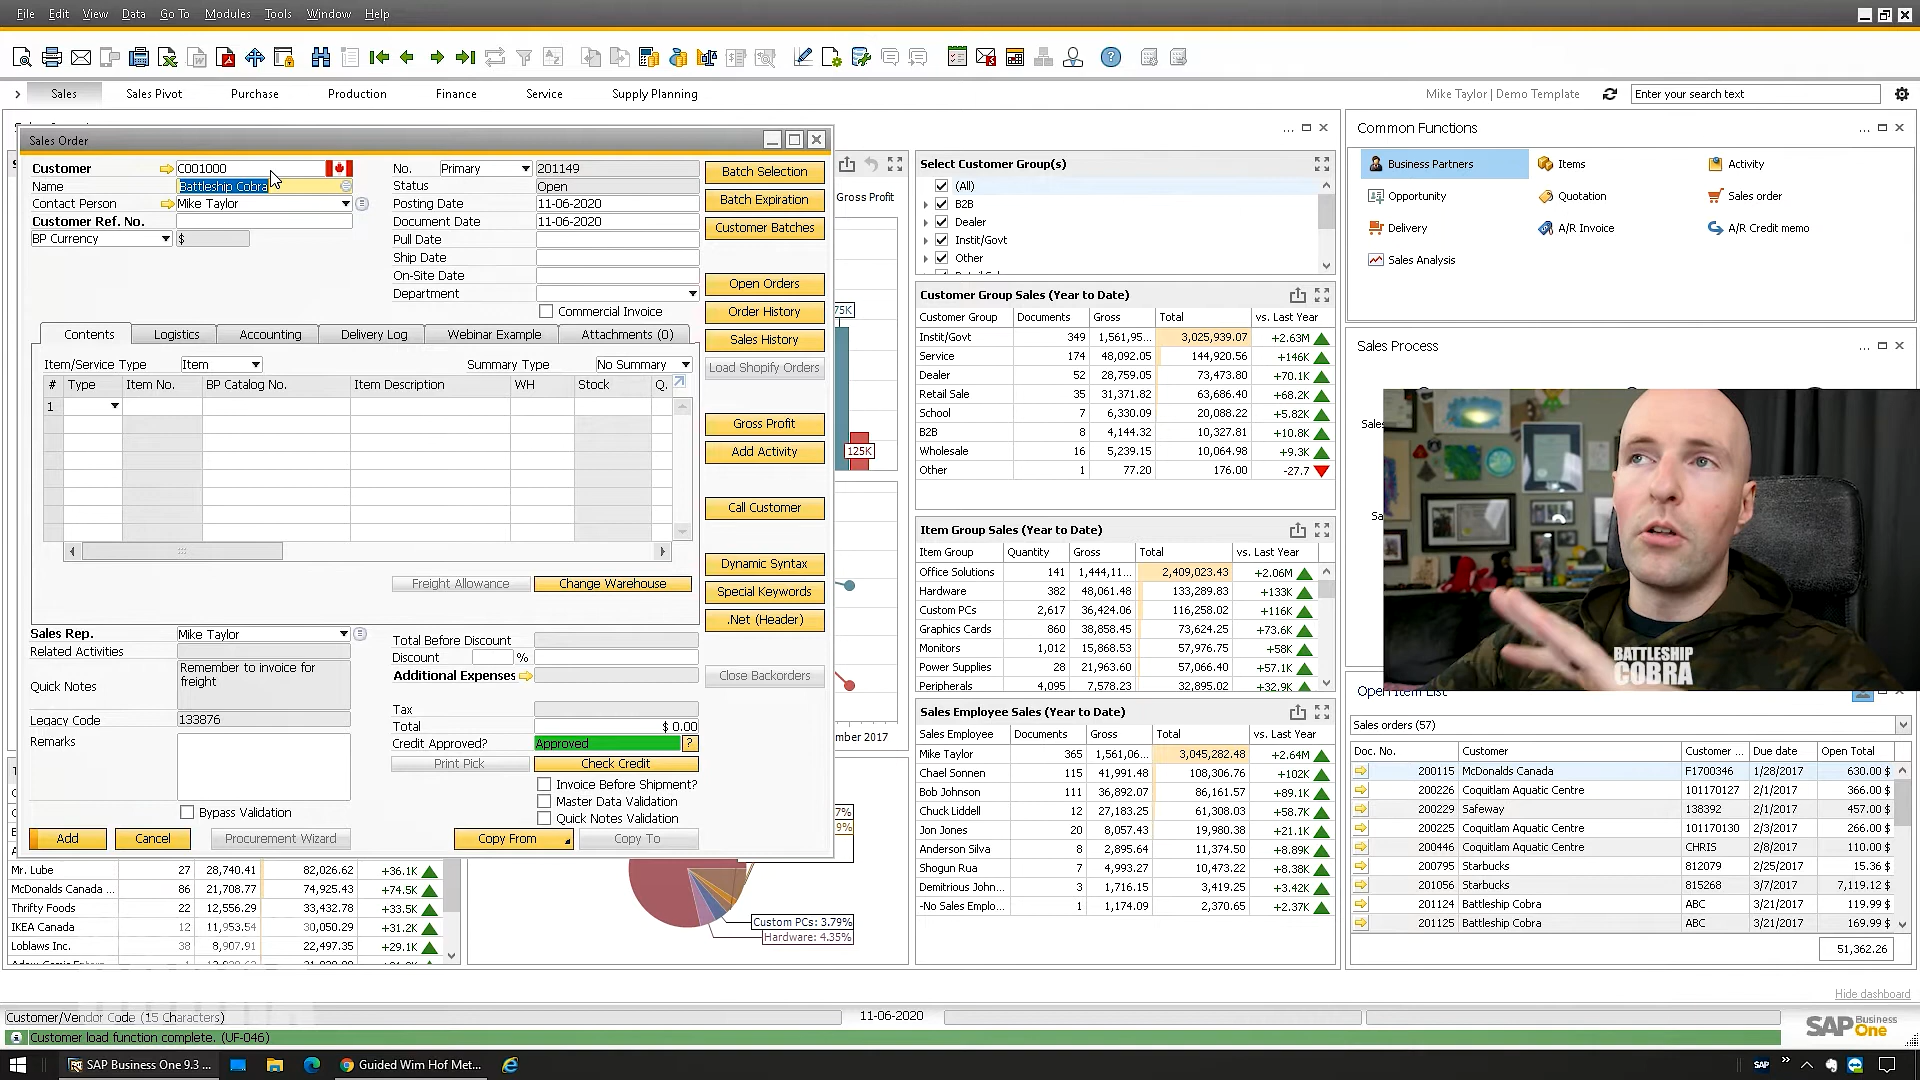 File Edit View Data Go To Modules Tools Window Help
Sales Sales Pivot Purchase Production Finance Service Supply Planning
Mike Taylor | Demo Template
Enter your search text
Sales Order
Customer C001000
Name Battleship Cobra
Contact Person Mike Taylor
Customer Ref. No.
BP Currency $
No. Primary 201149
Status Open
Posting Date 11-06-2020
Document Date 11-06-2020
Pull Date
Ship Date
On-Site Date
Department
Commercial Invoice
Batch Selection
Batch Expiration
Customer Batches
Open Orders
Order History
Sales History
Load Shopify Orders
Gross Profit
Add Activity
Call Customer
Dynamic Syntax
Special Keywords
.Net (Header)
Close Backorders
Contents Logistics Accounting Delivery Log Webinar Example Attachments (0)
Item/Service Type Item Summary Type No Summary
# Type Item No. BP Catalog No. Item Description WH Stock Q.
1
Freight Allowance Change Warehouse
Sales Rep. Mike Taylor
Related Activities
Quick Notes Remember to invoice for
freight
Legacy Code 133876
Remarks
Bypass Validation
Total Before Discount
Discount %
Additional Expenses
Tax
Total $ 0.00
Credit Approved? Approved ?
Print Pick Check Credit
Invoice Before Shipment?
Master Data Validation
Quick Notes Validation
Add Cancel Procurement Wizard Copy From Copy To
Gross Profit
75K
125K
mber 2017
7%
9%
Mr. Lube 27 28,740.41 82,026.62 +36.1K
McDonalds Canada ... 86 21,708.77 74,925.43 +74.5K
Thrifty Foods 22 12,556.29 33,432.78 +33.5K
IKEA Canada 12 11,953.54 30,050.29 +31.2K
Loblaws Inc. 38 8,907.91 22,497.35 +29.1K
Custom PCs: 3.79%
Hardware: 4.35%
Select Customer Group(s)
(All)
B2B
Dealer
Instit/Govt
Other
Customer Group Sales (Year to Date)
Customer Group Documents Gross Total vs. Last Year
Instit/Govt 349 1,561,95... 3,025,939.07 +2.63M
Service 174 48,092.05 144,920.56 +146K
Dealer 52 28,759.05 73,473.80 +70.1K
Retail Sale 35 31,371.82 63,686.40 +68.2K
School 7 6,330.09 20,088.22 +5.82K
B2B 8 4,144.32 10,327.81 +10.8K
Wholesale 16 5,239.15 10,064.98 +9.3K
Other 1 77.20 176.00 -27.7
Item Group Sales (Year to Date)
Item Group Quantity Gross Total vs. Last Year
Office Solutions 141 1,444,11... 2,409,023.43 +2.06M
Hardware 382 48,061.48 133,289.83 +133K
Custom PCs 2,617 36,424.06 116,258.02 +116K
Graphics Cards 860 38,858.45 73,624.25 +73.6K
Monitors 1,012 15,868.53 57,976.75 +58K
Power Supplies 28 21,963.60 57,066.40 +57.1K
Peripherals 4,095 7,578.23 32,895.02 +32.9K
Sales Employee Sales (Year to Date)
Sales Employee Documents Gross Total vs. Last Year
Mike Taylor 365 1,561,06... 3,045,282.48 +2.64M
Chael Sonnen 115 41,991.48 108,306.76 +102K
Bob Johnson 111 36,892.07 86,161.57 +89.1K
Chuck Liddell 12 27,183.25 61,308.03 +58.7K
Jon Jones 20 8,057.43 19,980.38 +21.1K
Anderson Silva 8 2,895.64 11,374.50 +8.89K
Shogun Rua 7 4,993.27 10,473.22 +8.38K
Demitrious John... 3 1,716.15 3,419.25 +3.42K
-No Sales Emplo... 1 1,174.09 2,370.65 +2.37K
Common Functions
Business Partners Items Activity
Opportunity Quotation Sales order
Delivery A/R Invoice A/R Credit memo
Sales Analysis
Sales Process
Sales
Sa
BATTLESHIP
COBRA
Open Item List
Sales orders (57)
Doc. No. Customer Customer ... Due date Open Total
200115 McDonalds Canada F1700346 1/28/2017 630.00 $
200226 Coquitlam Aquatic Centre 101170127 2/1/2017 366.00 $
200229 Safeway 138392 2/1/2017 457.00 $
200225 Coquitlam Aquatic Centre 101170130 2/3/2017 266.00 $
200446 Coquitlam Aquatic Centre CHRIS 2/8/2017 110.00 $
200795 Starbucks 812079 2/25/2017 15.36 $
201056 Starbucks 815268 3/7/2017 7,119.12 $
201124 Battleship Cobra ABC 3/21/2017 119.99 $
201125 Battleship Cobra ABC 3/21/2017 169.99 $
51,362.26
Hide dashboard
Customer/Vendor Code (15 Characters) 11-06-2020
Customer load function complete. (UF-046)
SAP Business One
SAP Business One 9.3 ... Guided Wim Hof Met... SAP